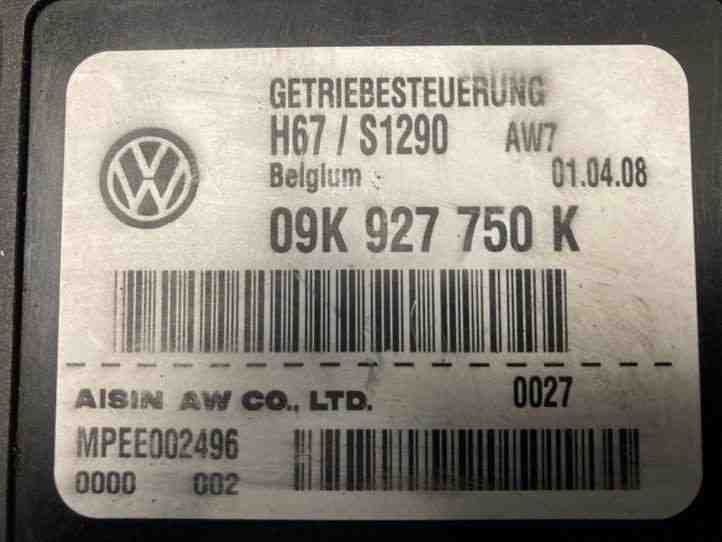 GETRIEBESTEUERUNG
H67 / S1290 AW7
Belgium 01.04.08
09K 927 750 K
AISIN AW CO., LTD. 0027
MPEE002496
0000 002